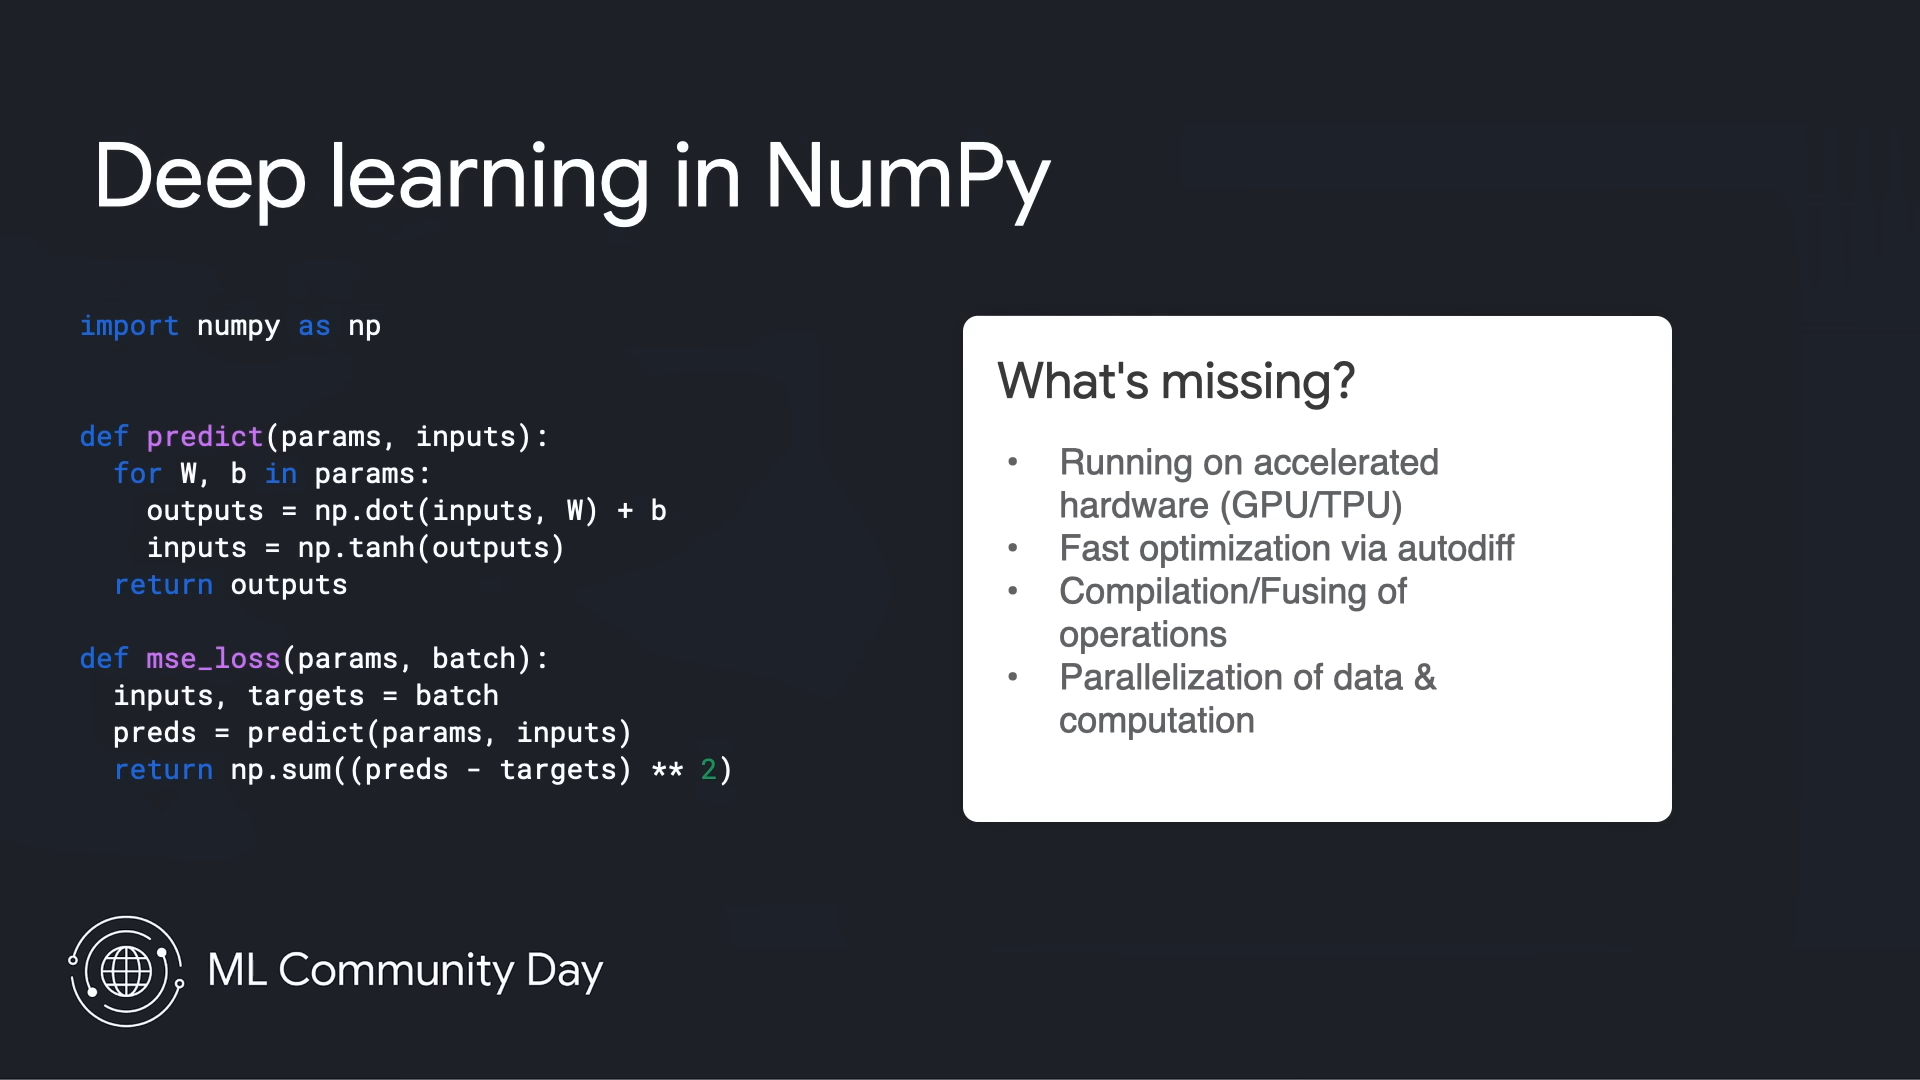 Deep learning in NumPy
import numpy as np
def predict(params, inputs):
  for W, b in params:
    outputs = np.dot(inputs, W) + b
    inputs = np.tanh(outputs)
  return outputs
def mse_loss(params, batch):
  inputs, targets = batch
  preds = predict(params, inputs)
  return np.sum((preds - targets) ** 2)
What's missing?
• Running on accelerated
hardware (GPU/TPU)
• Fast optimization via autodiff
• Compilation/Fusing of
operations
• Parallelization of data &
computation
ML Community Day